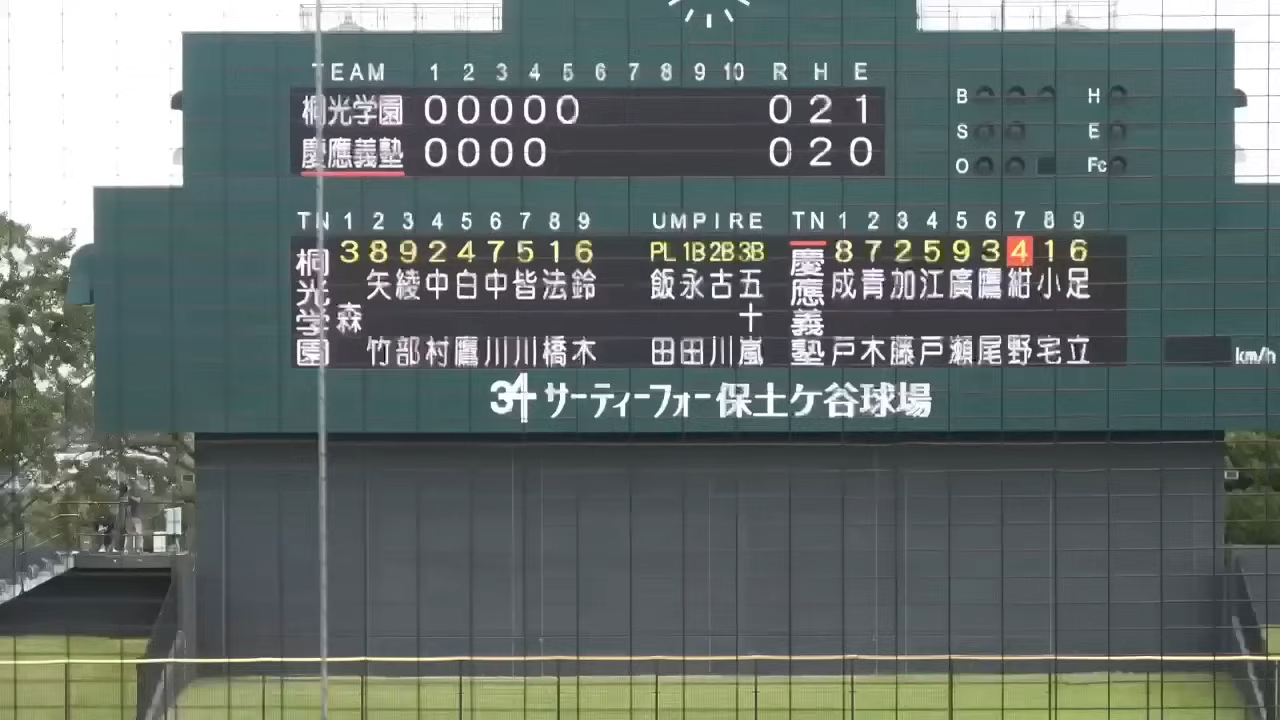 TEAM 1 2 3 4 5 6 7 8 9 10 R H E
桐光学園 0 0 0 0 0 0 2 1
慶應義塾 0 0 0 0 0 2 0
B H
S E
O Fc
TN 1 2 3 4 5 6 7 8 9 UMPIRE TN 1 2 3 4 5 6 7 8 9
桐光学園 3 8 9 2 4 7 5 1 6 PL 1B 2B 3B 慶應義塾 8 7 2 5 9 3 4 1 6
森 矢竹 綾部 中村 白鷹 中川 皆川 法橋 鈴木 飯田 永田 古川 五十嵐 成戸 青木 加藤 江戸 廣瀬 鷹尾 紺野 小宅 足立
km/h
34 サーティーフォー保土ケ谷球場